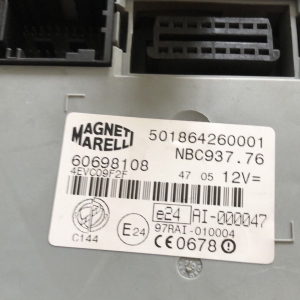 MAGNETI MARELLI 501864260001
60698108 NBC937.76
4EVC09F2F 47 05 12V=
e24 AI-000047
E24 97RAI-010004
C144 CE0678